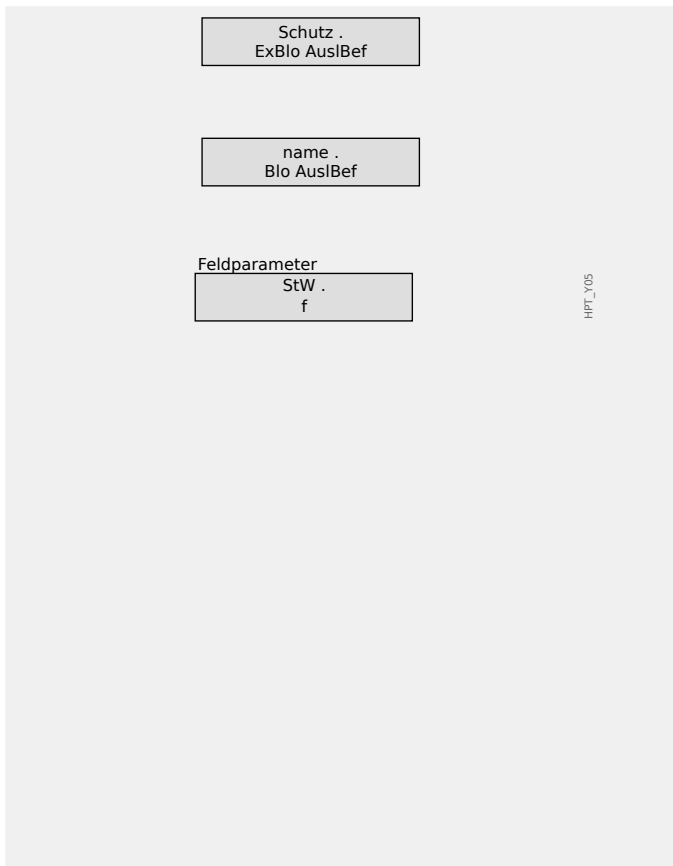 Schutz .
ExBlo AuslBef
name .
Blo AuslBef
Feldparameter
StW .
f
HPT_Y05